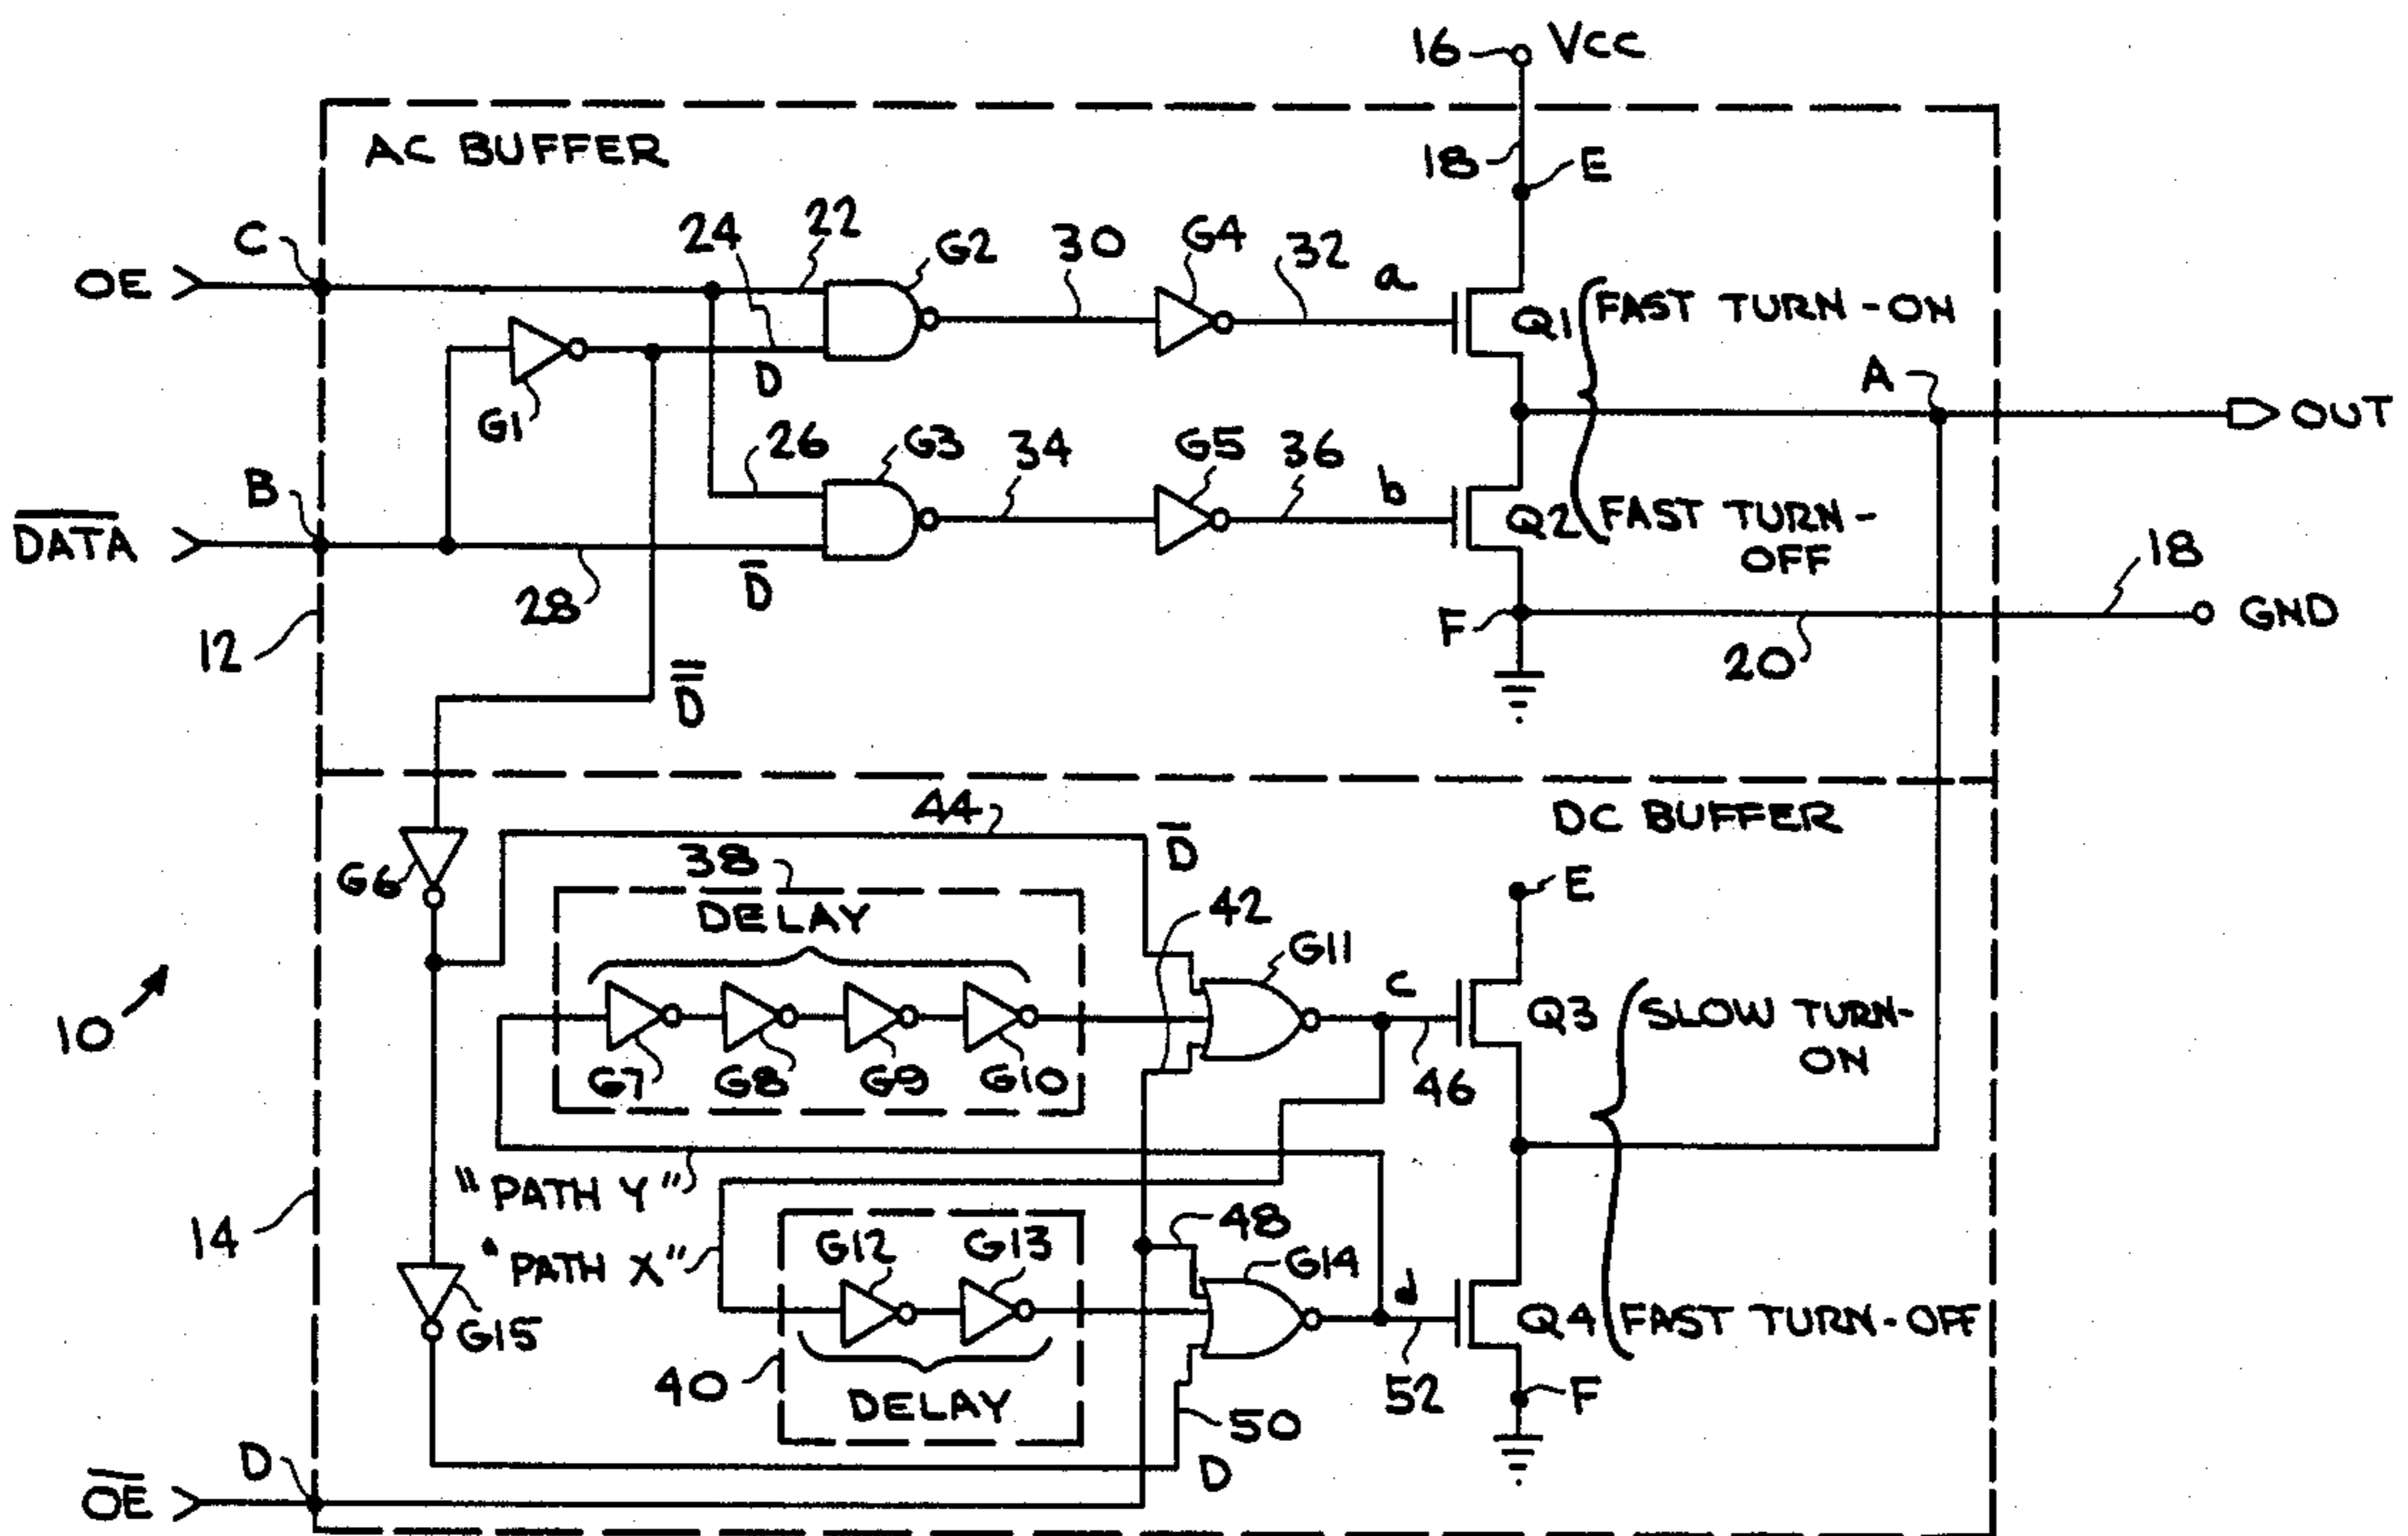 16
VCC
AC BUFFER
18
E
C
24
22
G2
30
G4
32
a
OE
Q1
FAST TURN-ON
D
G1
A
OUT
26
G3
34
G5
36
b
B
DATA
Q2
FAST TURN-
OFF
28
D̅
18
F
GND
12
20
D̿
44
DC BUFFER
D̅
G6
38
DELAY
42
E
G11
C
10
G7
G8
G9
G10
46
Q3
SLOW TURN-
ON
"PATH Y"
48
14
"PATH X"
G12
G13
G14
d
G15
Q4
FAST TURN-OFF
40
DELAY
50
52
F
D
D
O̅E̅